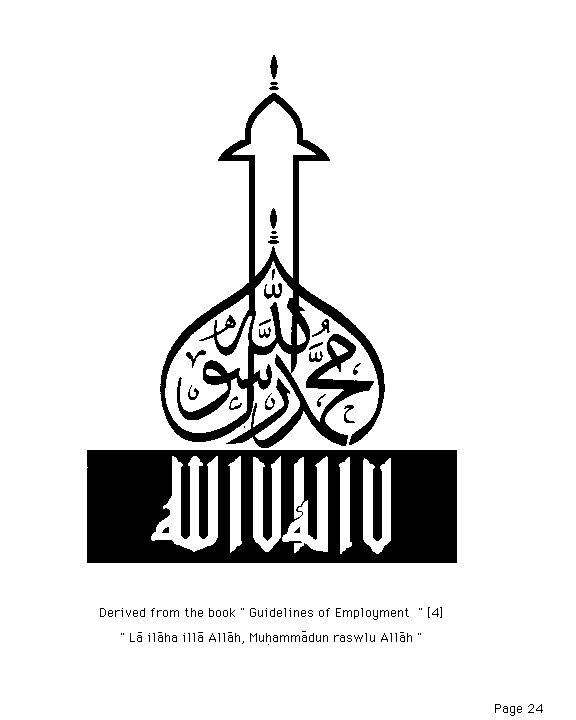 محمد رسول الله
لا اله الا الله
Derived from the book " Guidelines of Employment " [4]
" Lā ilāha illā Allāh, Muḥammādun raswlu Allāh "
Page 24